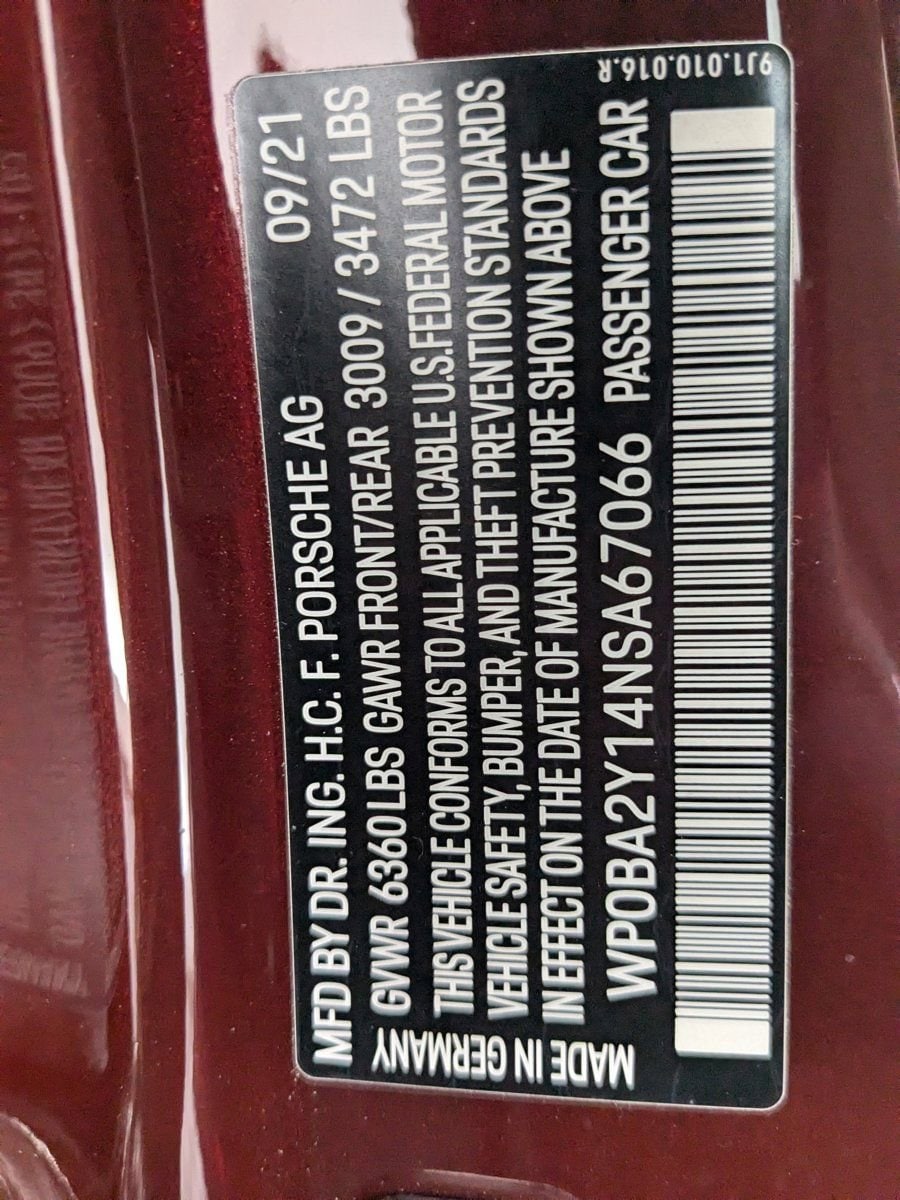 MFD BY DR. ING. H.C. F. PORSCHE AG 09/21
GVWR 6360LBS GAWR FRONT/REAR 3009 / 3472 LBS
THIS VEHICLE CONFORMS TO ALL APPLICABLE U.S.FEDERAL MOTOR
VEHICLE SAFETY, BUMPER, AND THEFT PREVENTION STANDARDS
IN EFFECT ON THE DATE OF MANUFACTURE SHOWN ABOVE
WP0BA2Y14NSA67066 PASSENGER CAR
MADE IN GERMANY
9J1.010.016.R